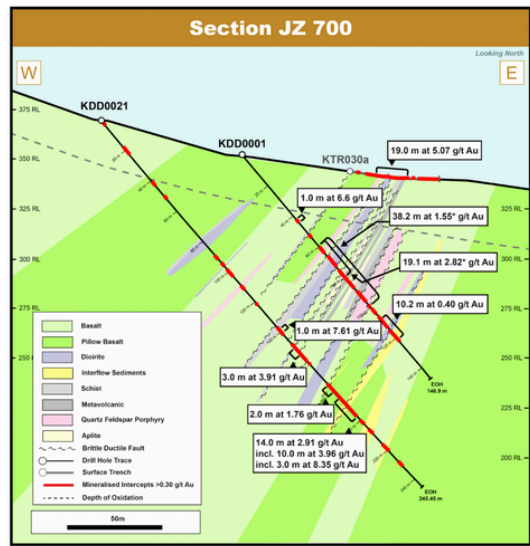 Section JZ 700
Looking North
W
E
KDD0021
KDD0001
KTR030a
375 RL
350 RL
325 RL
300 RL
275 RL
250 RL
350 RL
325 RL
300 RL
275 RL
250 RL
225 RL
200 RL
19.0 m at 5.07 g/t Au
1.0 m at 6.6 g/t Au
38.2 m at 1.55* g/t Au
19.1 m at 2.82* g/t Au
10.2 m at 0.40 g/t Au
1.0 m at 7.61 g/t Au
3.0 m at 3.91 g/t Au
2.0 m at 1.76 g/t Au
14.0 m at 2.91 g/t Au
incl. 10.0 m at 3.96 g/t Au
incl. 3.0 m at 8.35 g/t Au
EOH
146.9 m
EOH
245.45 m
Basalt
Pillow Basalt
Dioirite
Interflow Sediments
Schist
Metavolcanic
Quartz Feldspar Porphyry
Aplite
Brittle Ductile Fault
Drill Hole Trace
Surface Trench
Mineralised Intercepts >0.30 g/t Au
Depth of Oxidation
50m